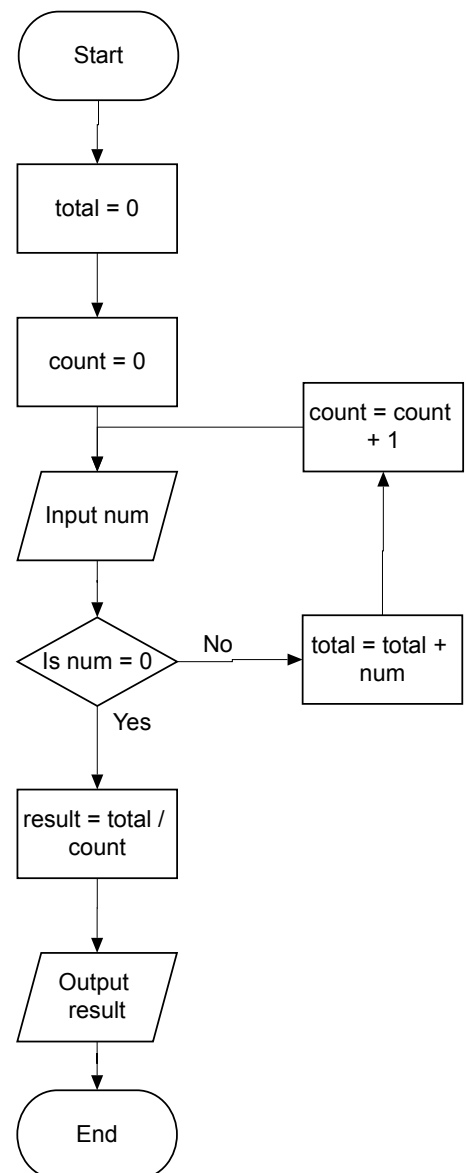 Start
total = 0
count = 0
Input num
Is num = 0
No
total = total +
num
count = count
+ 1
Yes
result = total /
count
Output
result
End